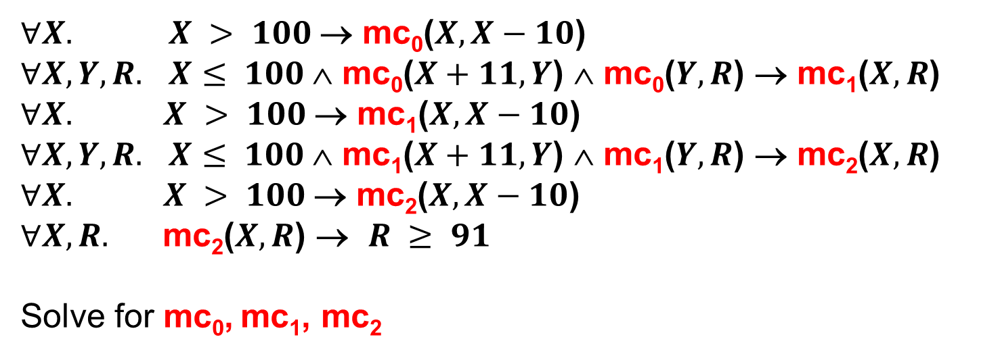 ∀X. X > 100 → mc₀(X, X − 10)
∀X, Y, R. X ≤ 100 ∧ mc₀(X + 11, Y) ∧ mc₀(Y, R) → mc₁(X, R)
∀X. X > 100 → mc₁(X, X − 10)
∀X, Y, R. X ≤ 100 ∧ mc₁(X + 11, Y) ∧ mc₁(Y, R) → mc₂(X, R)
∀X. X > 100 → mc₂(X, X − 10)
∀X, R. mc₂(X, R) → R ≥ 91
Solve for mc₀, mc₁, mc₂